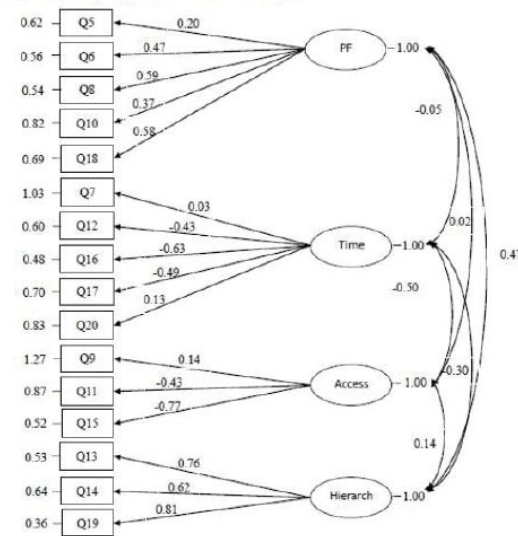 0.62 Q5 0.20
0.56 Q6 0.47 PF 1.00
0.54 Q8 0.59
0.82 Q10 0.37 -0.05
0.69 Q18 0.58
1.03 Q7 0.03
0.60 Q12 -0.43 0.02
0.48 Q16 -0.63 Time 1.00 0.47
0.70 Q17 -0.49 -0.50
0.83 Q20 0.13
1.27 Q9 0.14
0.87 Q11 -0.43 Access 1.00 -0.30
0.52 Q15 -0.77
0.53 Q13 0.76 0.14
0.64 Q14 0.62 Hierarch 1.00
0.36 Q19 0.81